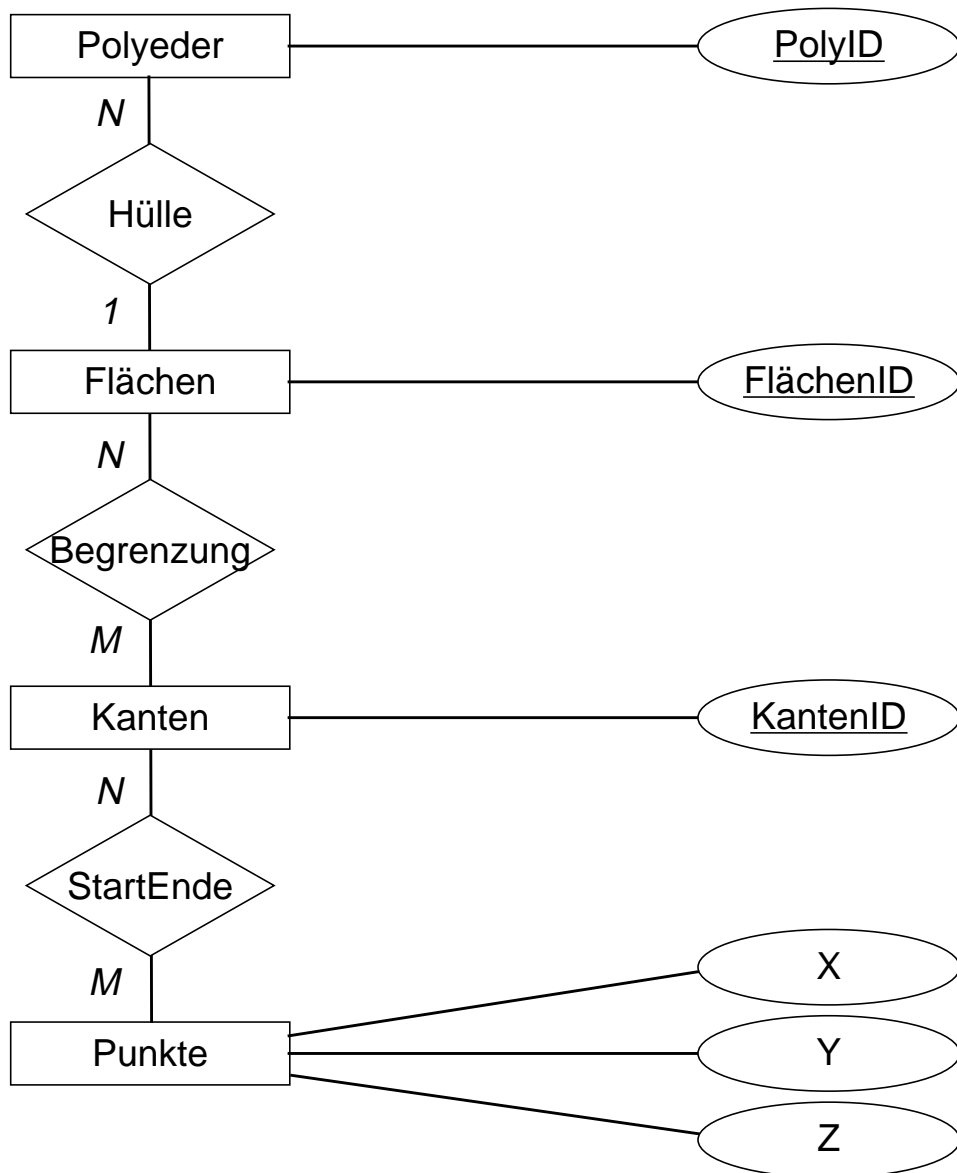 Polyeder
PolyID
N
Hülle
1
Flächen
FlächenID
N
Begrenzung
M
Kanten
KantenID
N
StartEnde
M
X
Punkte
Y
Z